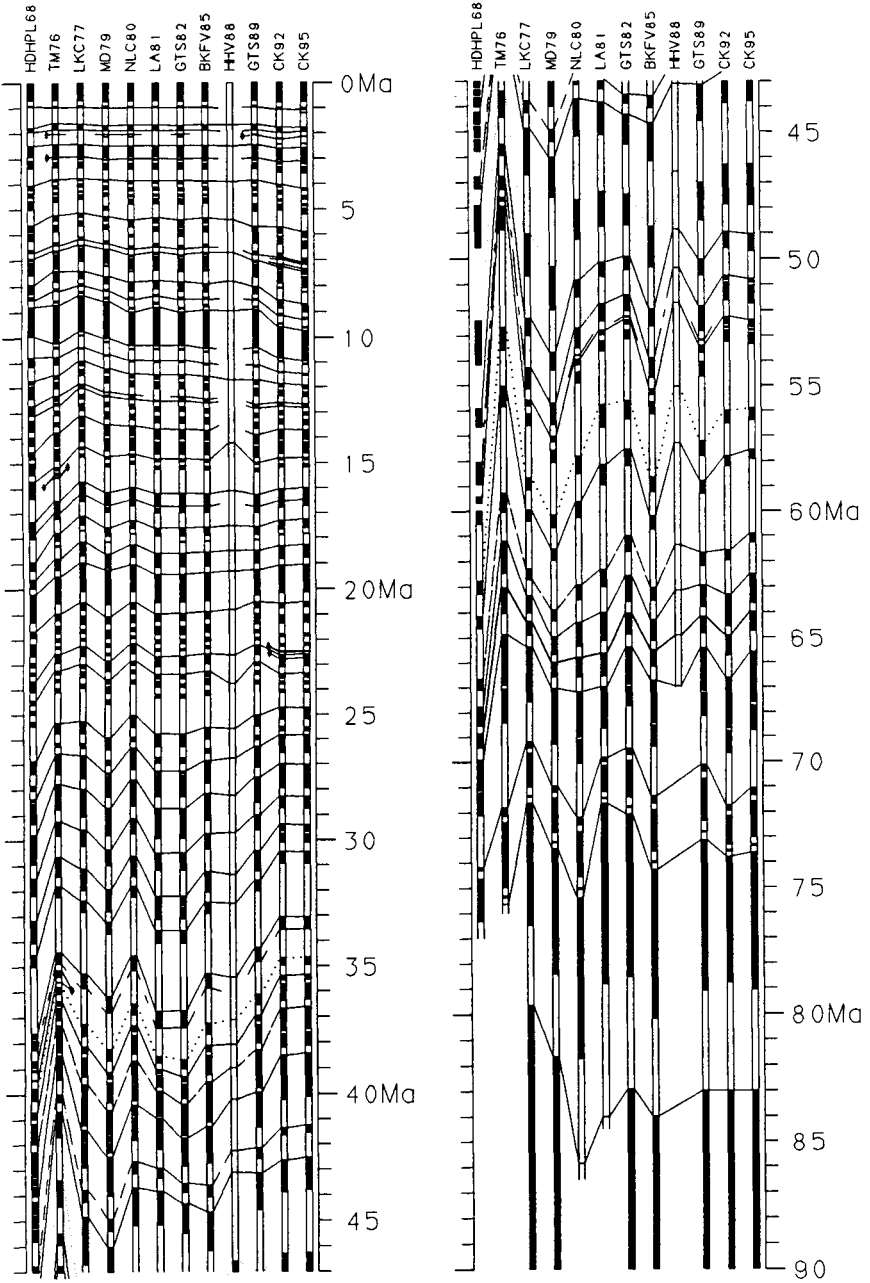 HDHPL68 TM76 LKC77 MD79 NLC80 LA81 GTS82 BKFV85 HHV88 GTS89 CK92 CK95
0Ma
5
10
15
20Ma
25
30
35
40Ma
45
HDHPL68 TM76 LKC77 MD79 NLC80 LA81 GTS82 BKFV85 HHV88 GTS89 CK92 CK95
45
50
55
60Ma
65
70
75
80Ma
85
90